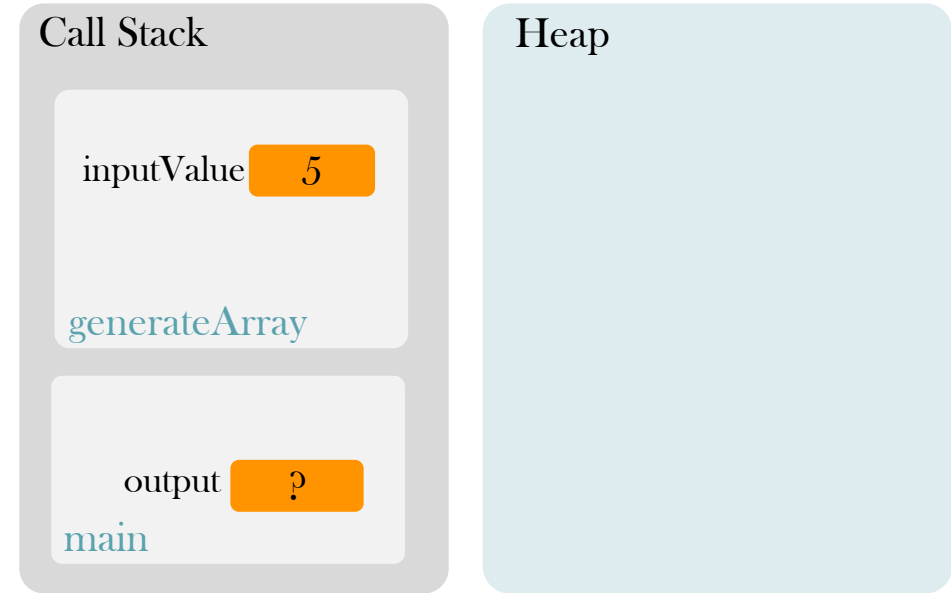 Call Stack
inputValue 5
generateArray
output ?
main
Heap